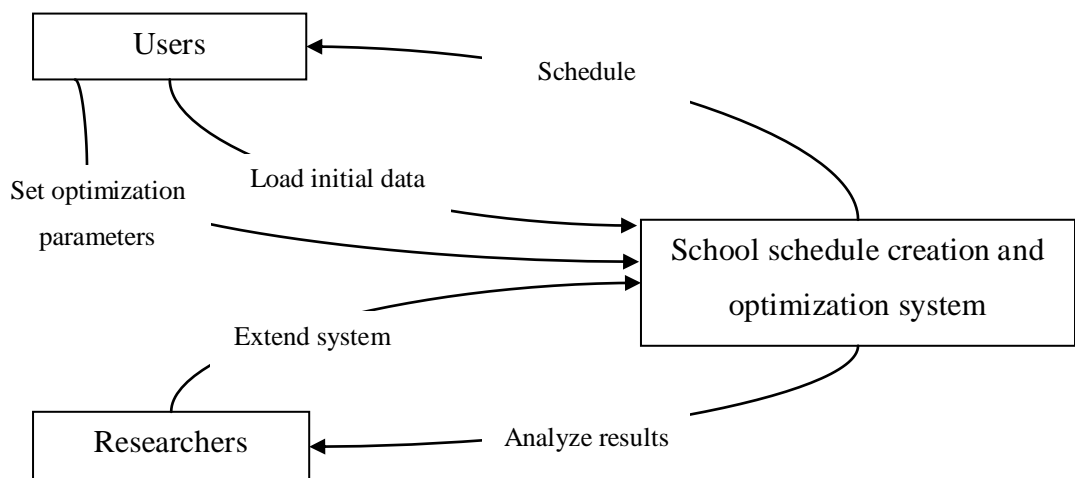 Users
Schedule
Load initial data
Set optimization
parameters
School schedule creation and
optimization system
Extend system
Researchers
Analyze results